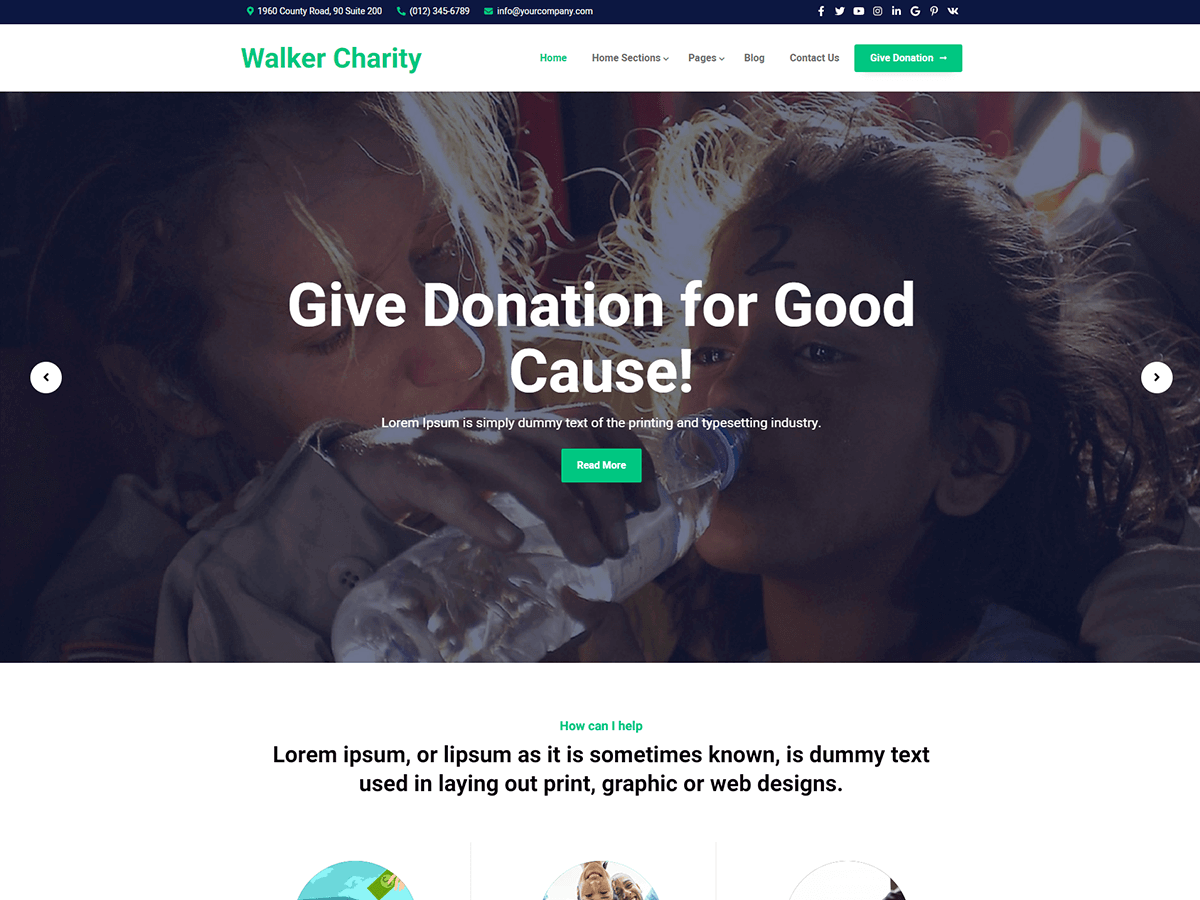 1960 County Road, 90 Suite 200 (012) 345-6789 info@yourcompany.com
Walker Charity
Home Home Sections Pages Blog Contact Us Give Donation →
2
Give Donation for Good
Cause!
Lorem Ipsum is simply dummy text of the printing and typesetting industry.
Read More
How can I help
Lorem ipsum, or lipsum as it is sometimes known, is dummy text
used in laying out print, graphic or web designs.